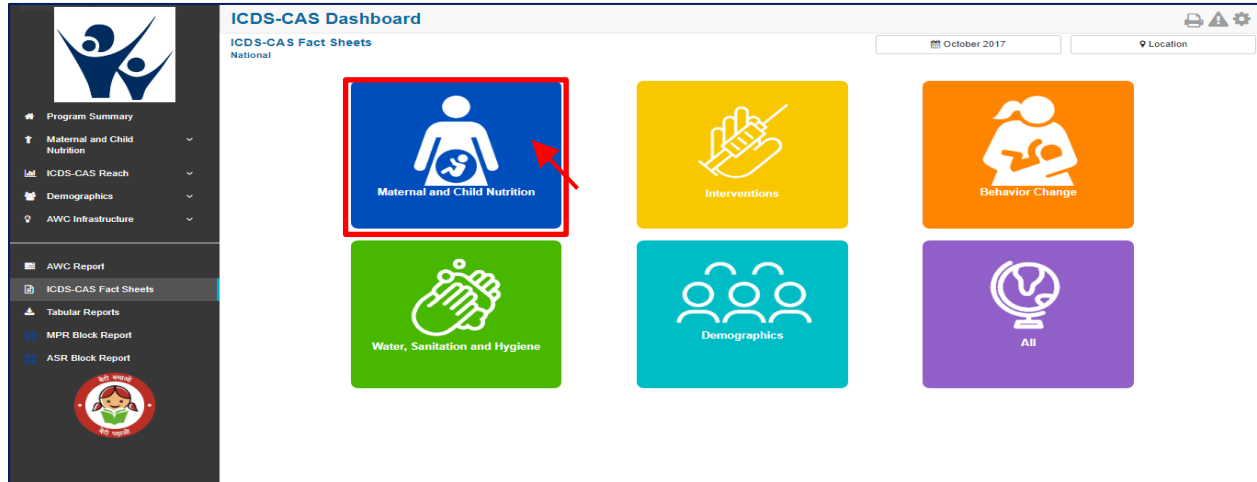 ICDS-CAS Dashboard
ICDS-CAS Fact Sheets
National
October 2017
Location
Program Summary
Maternal and Child
Nutrition
ICDS-CAS Reach
Demographics
AWC Infrastructure
AWC Report
ICDS-CAS Fact Sheets
Tabular Reports
MPR Block Report
ASR Block Report
बेटी बचाओ
बेटी पढ़ाओ
Maternal and Child Nutrition
Interventions
Behavior Change
Water, Sanitation and Hygiene
Demographics
All